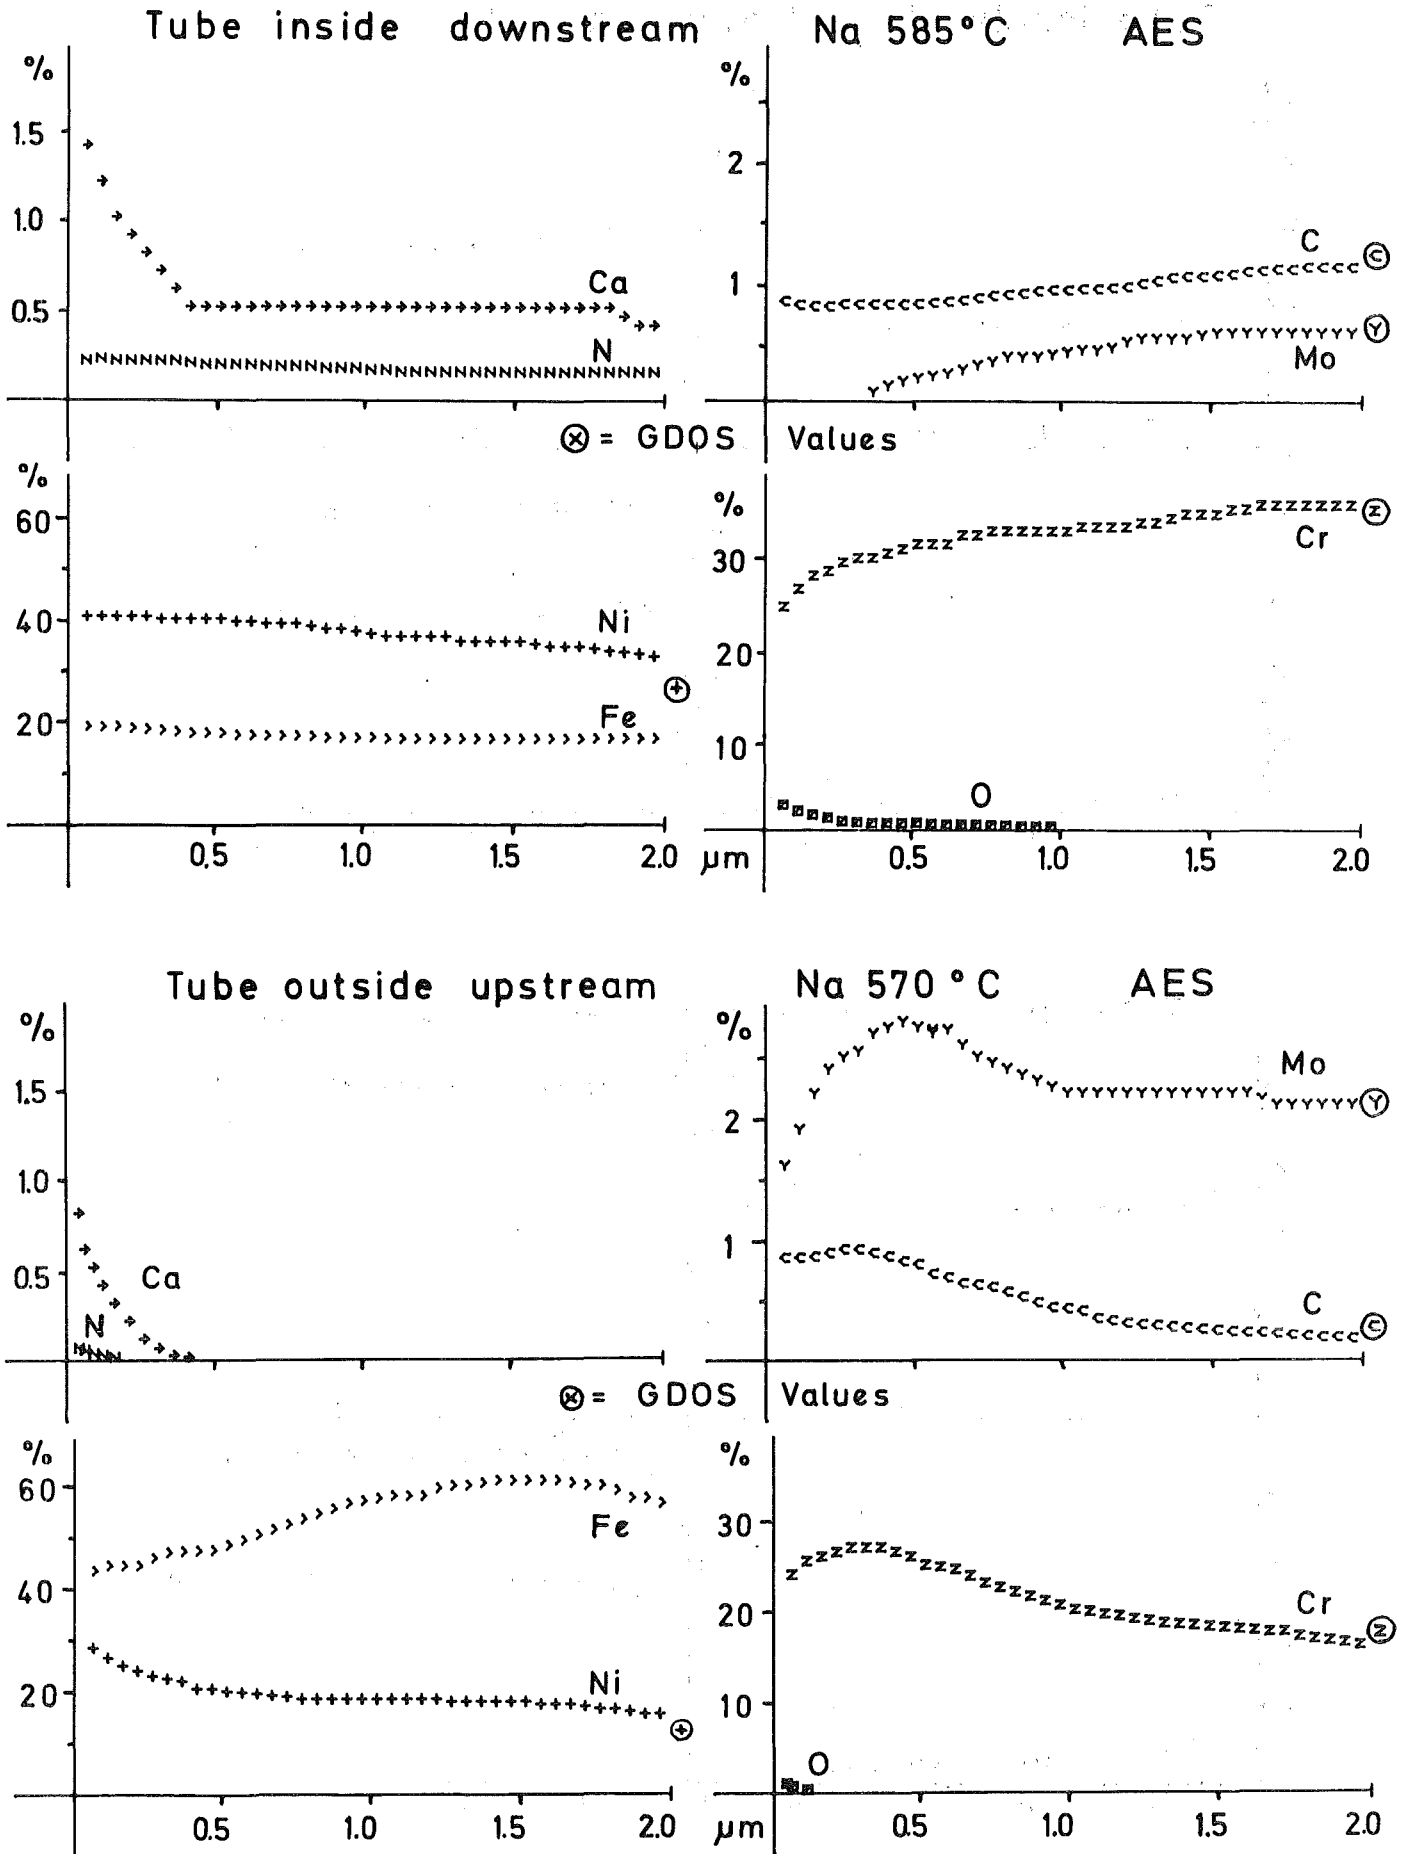 Tube inside downstream Na 585°C AES
% %
1.5
2
1.0
C C
Ca
1
0.5
Y
N
Mo
⊗ = GDOS Values
% %
60
Z
Cr
30
40 Ni
20
+
Fe
20
10
O
0.5 1.0 1.5 2.0 µm 0.5 1.0 1.5 2.0
Tube outside upstream Na 570 °C AES
% %
Mo
1.5
Y
2
1.0
1
0.5 Ca
C
N
C
⊗ = GDOS Values
% %
60
30
Fe
40
20
Cr
Z
Ni
20
10
+
O
0.5 1.0 1.5 2.0 µm 0.5 1.0 1.5 2.0